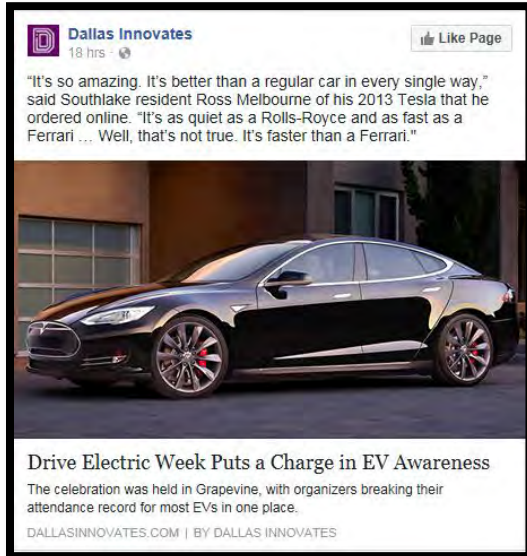 Dallas Innovates
Like Page
18 hrs ·
“It’s so amazing. It’s better than a regular car in every single way,”
said Southlake resident Ross Melbourne of his 2013 Tesla that he
ordered online. “It’s as quiet as a Rolls-Royce and as fast as a
Ferrari … Well, that’s not true. It’s faster than a Ferrari."
Drive Electric Week Puts a Charge in EV Awareness
The celebration was held in Grapevine, with organizers breaking their
attendance record for most EVs in one place.
DALLASINNOVATES.COM | BY DALLAS INNOVATES